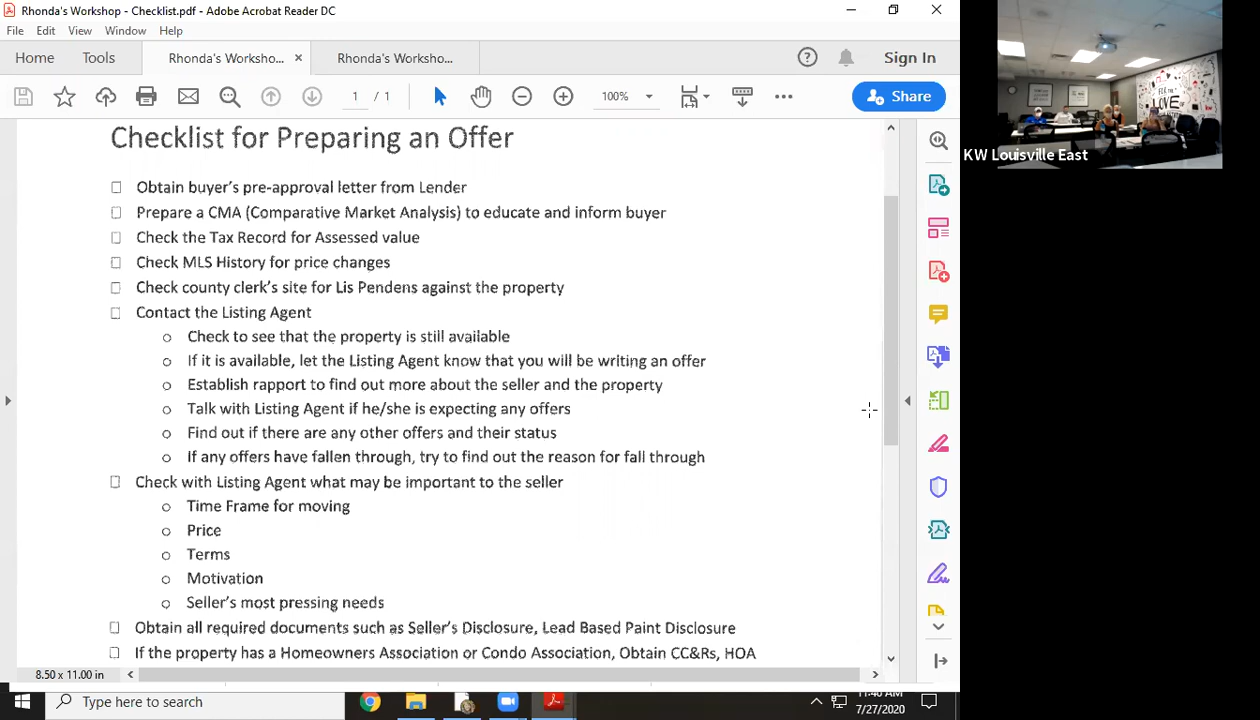 Rhonda's Workshop - Checklist.pdf - Adobe Acrobat Reader DC
File Edit View Window Help
Home Tools Rhonda's Worksho... × Rhonda's Worksho... Sign In
1 / 1 100% Share
Checklist for Preparing an Offer
Obtain buyer's pre-approval letter from Lender
Prepare a CMA (Comparative Market Analysis) to educate and inform buyer
Check the Tax Record for Assessed value
Check MLS History for price changes
Check county clerk's site for Lis Pendens against the property
Contact the Listing Agent
Check to see that the property is still available
If it is available, let the Listing Agent know that you will be writing an offer
Establish rapport to find out more about the seller and the property
Talk with Listing Agent if he/she is expecting any offers
Find out if there are any other offers and their status
If any offers have fallen through, try to find out the reason for fall through
Check with Listing Agent what may be important to the seller
Time Frame for moving
Price
Terms
Motivation
Seller's most pressing needs
Obtain all required documents such as Seller's Disclosure, Lead Based Paint Disclosure
If the property has a Homeowners Association or Condo Association, Obtain CC&Rs, HOA
8.50 x 11.00 in
Type here to search
11:40 AM
7/27/2020
LOVE
KW Louisville East